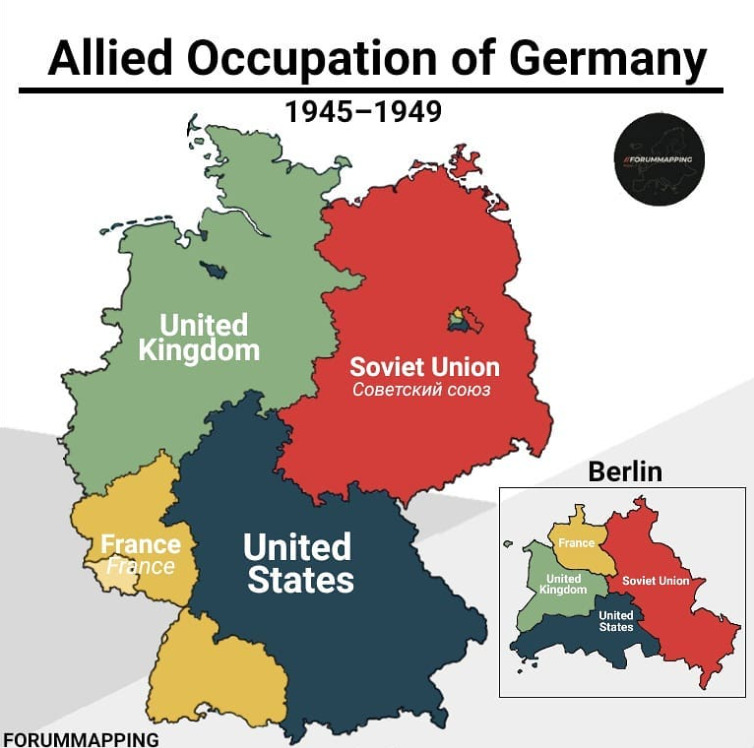 Allied Occupation of Germany
1945–1949
//FORUMMAPPING
United
Kingdom
Soviet Union
Советский союз
France
France
United
States
Berlin
France
United
Kingdom
Soviet Union
United
States
FORUMMAPPING